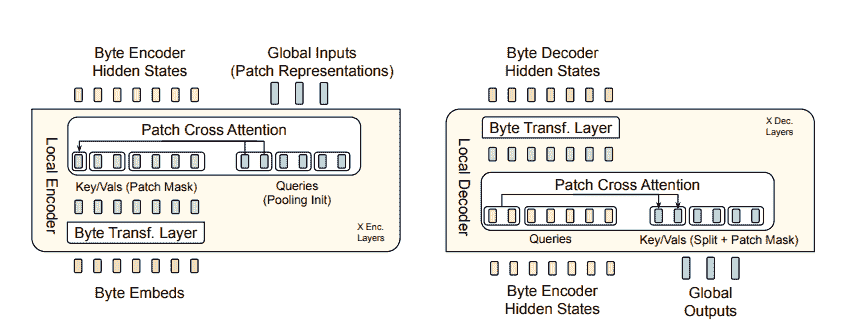 Byte Encoder
Hidden States
Global Inputs
(Patch Representations)
Local Encoder
Patch Cross Attention
Key/Vals (Patch Mask)
Queries
(Pooling Init)
Byte Transf. Layer
X Enc.
Layers
Byte Embeds
Byte Decoder
Hidden States
Local Decoder
Byte Transf. Layer
X Dec.
Layers
Patch Cross Attention
Queries
Key/Vals (Split + Patch Mask)
Byte Encoder
Hidden States
Global
Outputs